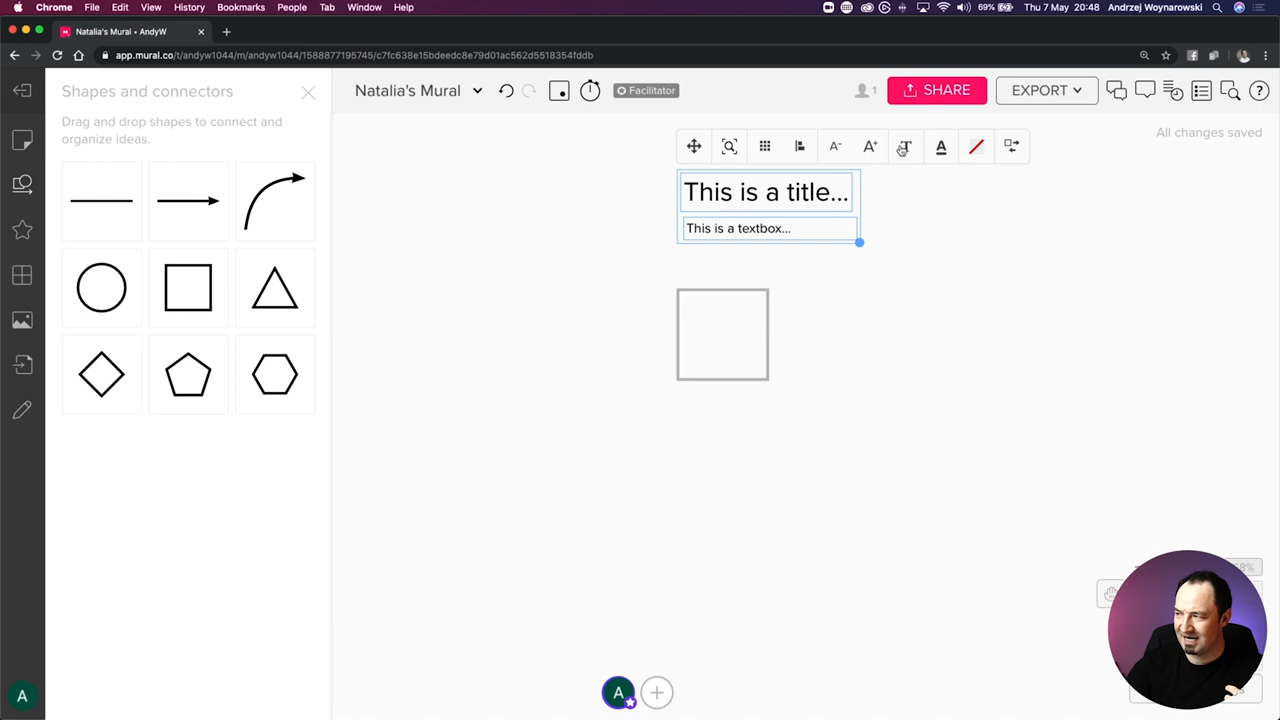 Chrome File Edit View History Bookmarks People Tab Window Help
69% Thu 7 May 20:48 Andrzej Woynarowski
Natalia's Mural • AndyW
app.mural.co/t/andyw1044/m/andyw1044/1588877195745/c7fc638e15bdeedc8e79d01ac562d5518354fddb
Shapes and connectors
Natalia's Mural
Facilitator
1
SHARE
EXPORT
Drag and drop shapes to connect and
organize ideas.
All changes saved
A- A+ T A
This is a title...
This is a textbox...
A
A